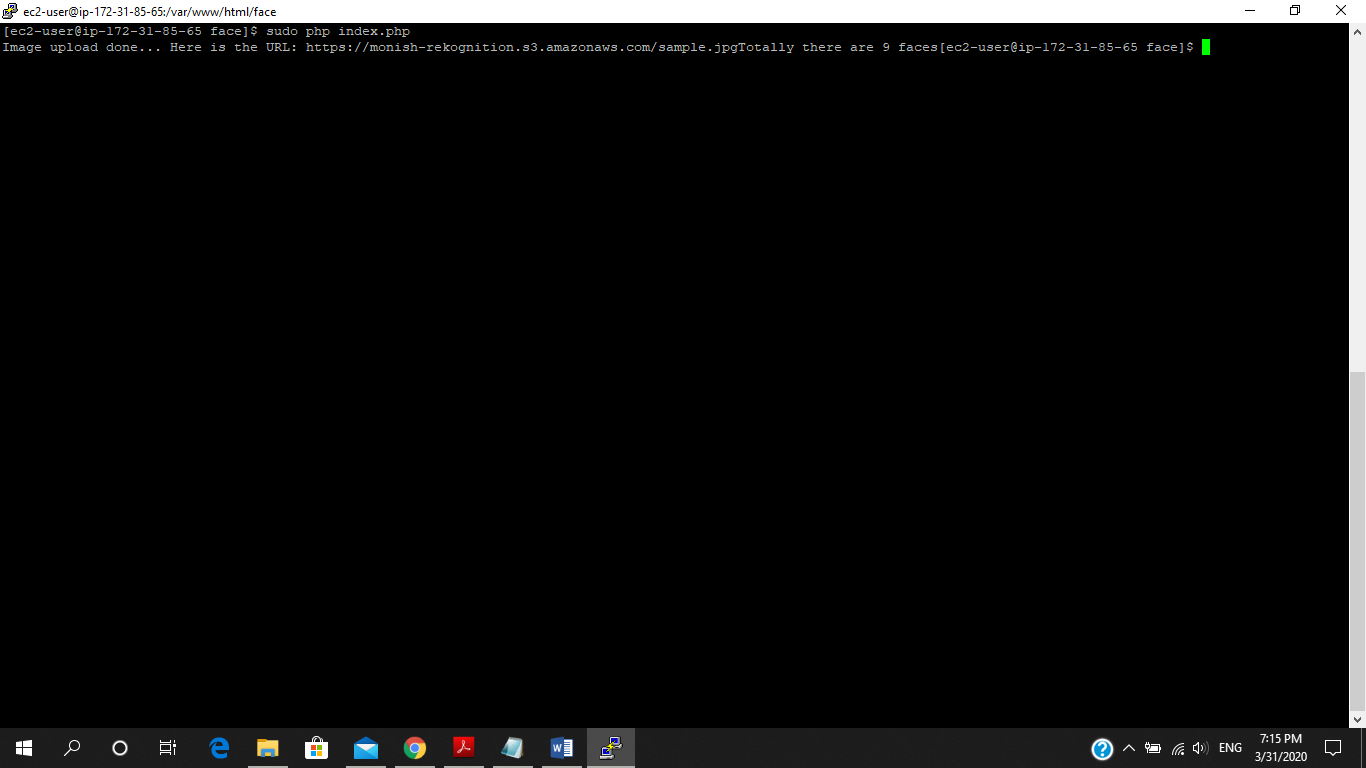 ec2-user@ip-172-31-85-65:/var/www/html/face
[ec2-user@ip-172-31-85-65 face]$ sudo php index.php
Image upload done... Here is the URL: https://monish-rekognition.s3.amazonaws.com/sample.jpgTotally there are 9 faces[ec2-user@ip-172-31-85-65 face]$
ENG
7:15 PM
3/31/2020